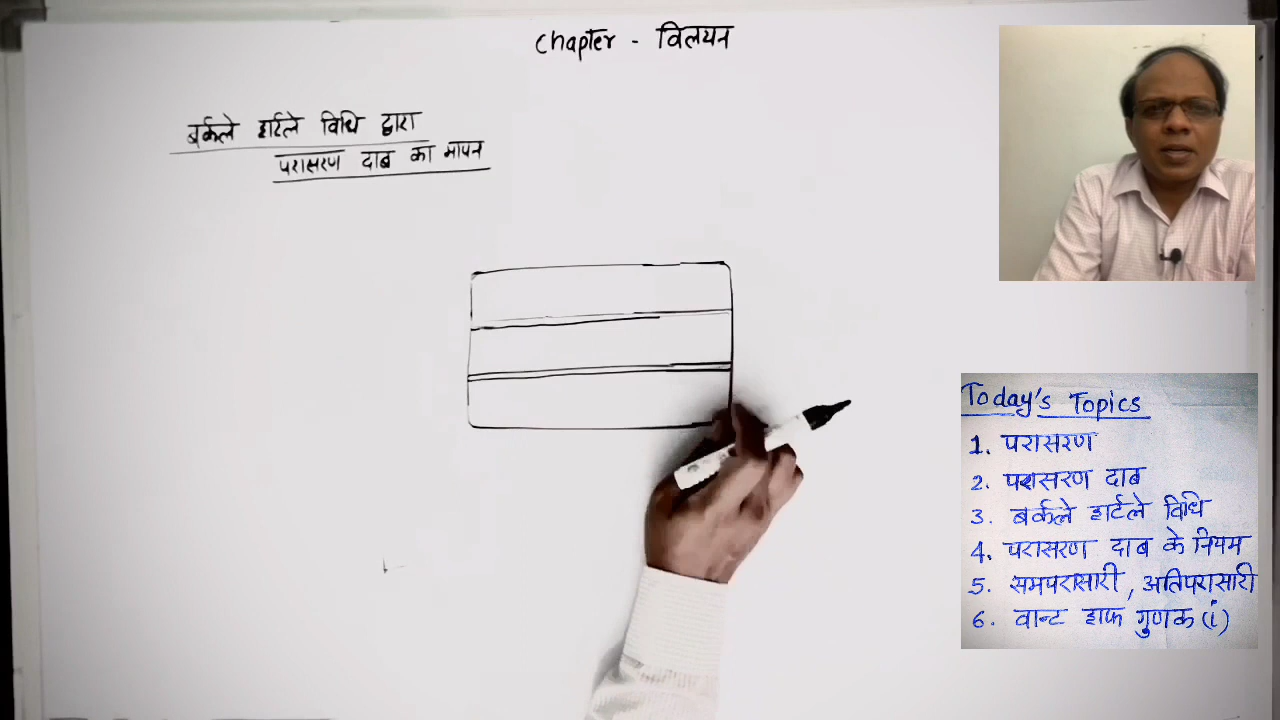 Chapter - विलयन
बर्कले हार्टले विधि द्वारा
परासरण दाब का मापन
Today's Topics
1. परासरण
2. परासरण दाब
3. बर्कले हार्टले विधि
4. परासरण दाब के नियम
5. समपरासारी, अतिपरासारी
6. वान्ट हाफ गुणक (i)